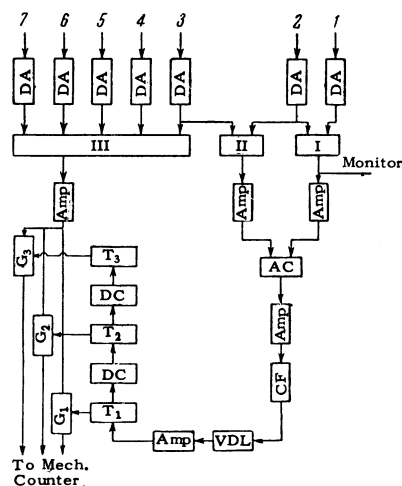 7 6 5 4 3 2 1
DA DA DA DA DA DA DA
III II I
Monitor
Amp Amp Amp
G₃ T₃ AC
DC Amp
G₂ T₂
DC CF
G₁ T₁
Amp VDL
To Mech.
Counter